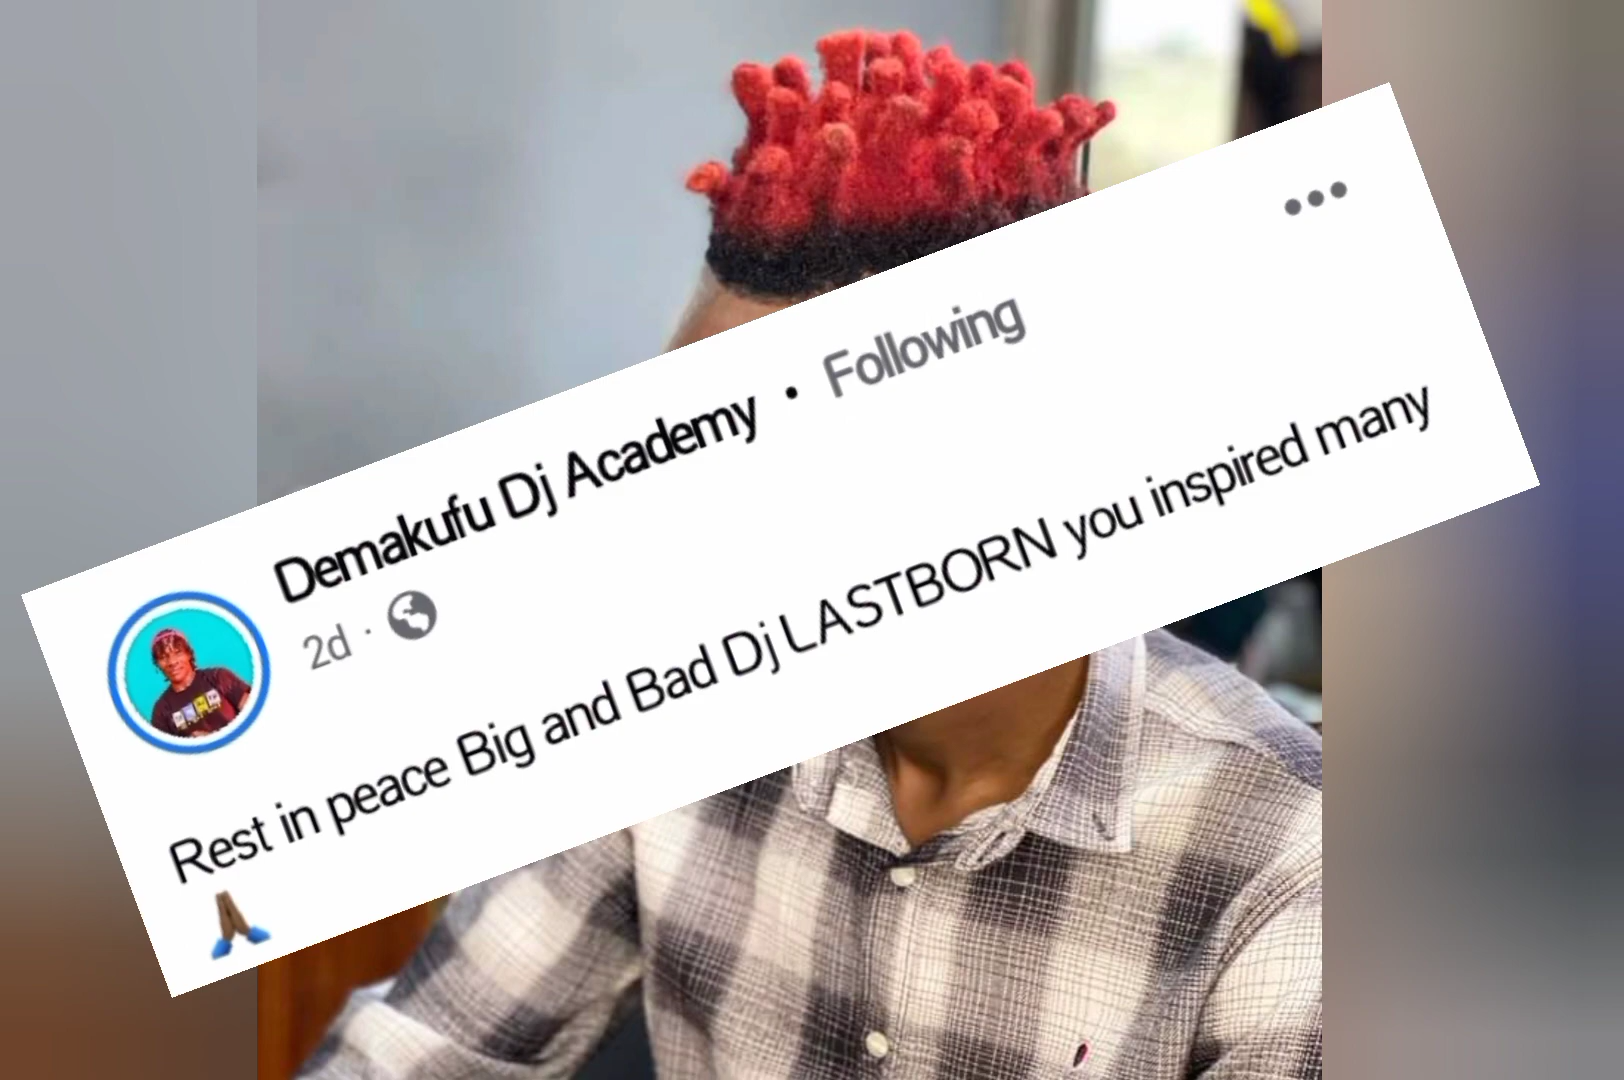 Demakufu Dj Academy • Following
2d ·
Rest in peace Big and Bad Dj LASTBORN you inspired many
🙏🏾